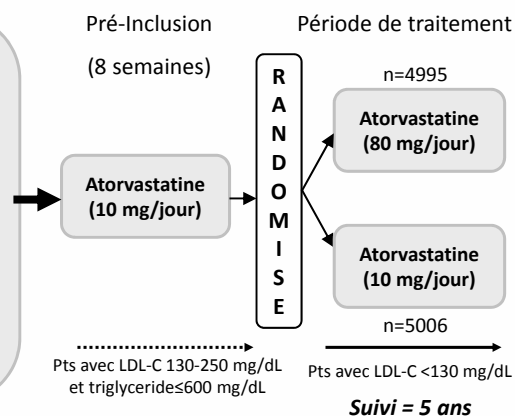 Pré-Inclusion
(8 semaines)
Période de traitement
R
A
N
D
O
M
I
S
E
n=4995
Atorvastatine
(80 mg/jour)
Atorvastatine
(10 mg/jour)
Atorvastatine
(10 mg/jour)
n=5006
Pts avec LDL-C 130-250 mg/dL
et triglyceride≤600 mg/dL
Pts avec LDL-C <130 mg/dL
Suivi = 5 ans